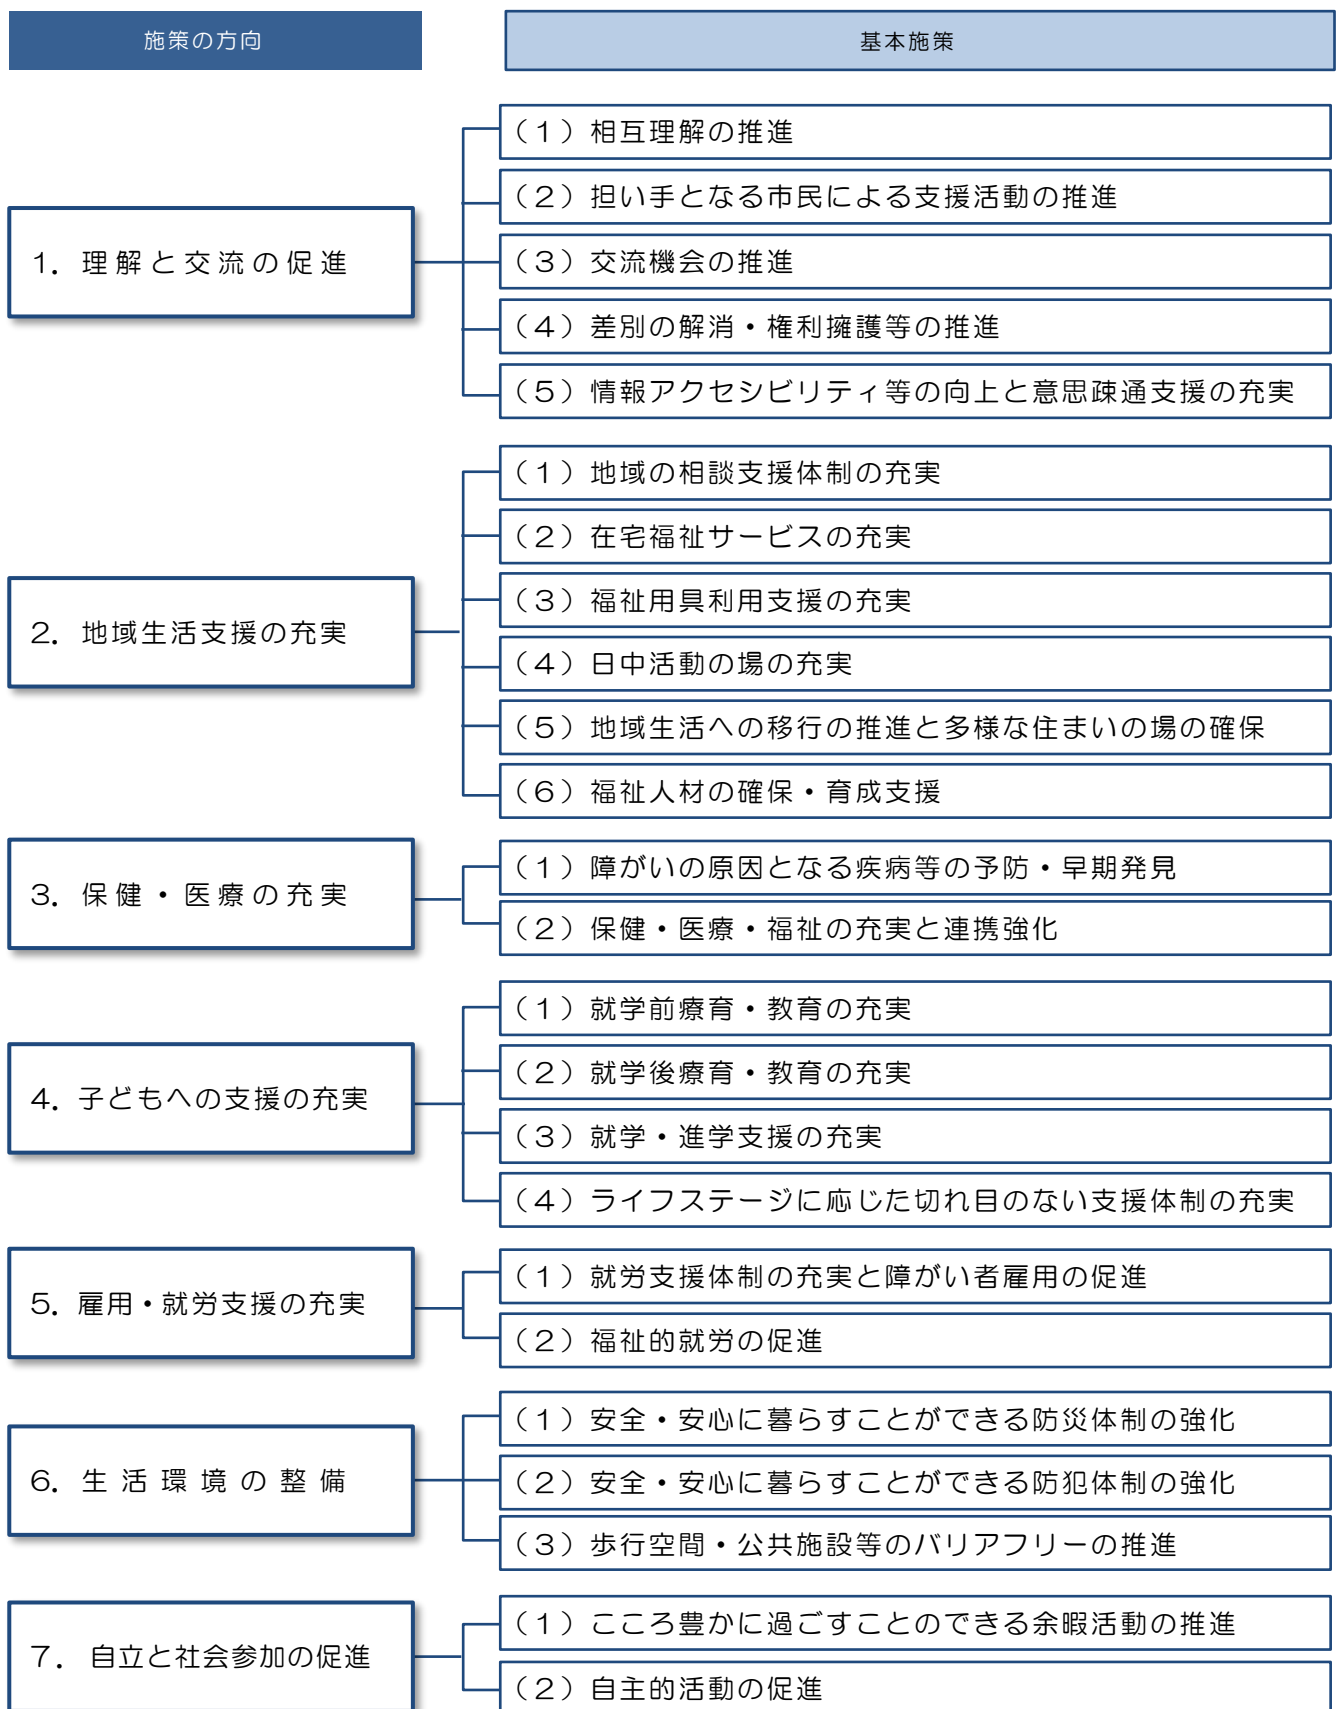 施策の方向
基本施策
1．理解と交流の促進
（1）相互理解の推進
（2）担い手となる市民による支援活動の推進
（3）交流機会の推進
（4）差別の解消・権利擁護等の推進
（5）情報アクセシビリティ等の向上と意思疎通支援の充実
2．地域生活支援の充実
（1）地域の相談支援体制の充実
（2）在宅福祉サービスの充実
（3）福祉用具利用支援の充実
（4）日中活動の場の充実
（5）地域生活への移行の推進と多様な住まいの場の確保
（6）福祉人材の確保・育成支援
3．保健・医療の充実
（1）障がいの原因となる疾病等の予防・早期発見
（2）保健・医療・福祉の充実と連携強化
4．子どもへの支援の充実
（1）就学前療育・教育の充実
（2）就学後療育・教育の充実
（3）就学・進学支援の充実
（4）ライフステージに応じた切れ目のない支援体制の充実
5．雇用・就労支援の充実
（1）就労支援体制の充実と障がい者雇用の促進
（2）福祉的就労の促進
6．生活環境の整備
（1）安全・安心に暮らすことができる防災体制の強化
（2）安全・安心に暮らすことができる防犯体制の強化
（3）歩行空間・公共施設等のバリアフリーの推進
7．自立と社会参加の促進
（1）こころ豊かに過ごすことのできる余暇活動の推進
（2）自主的活動の促進